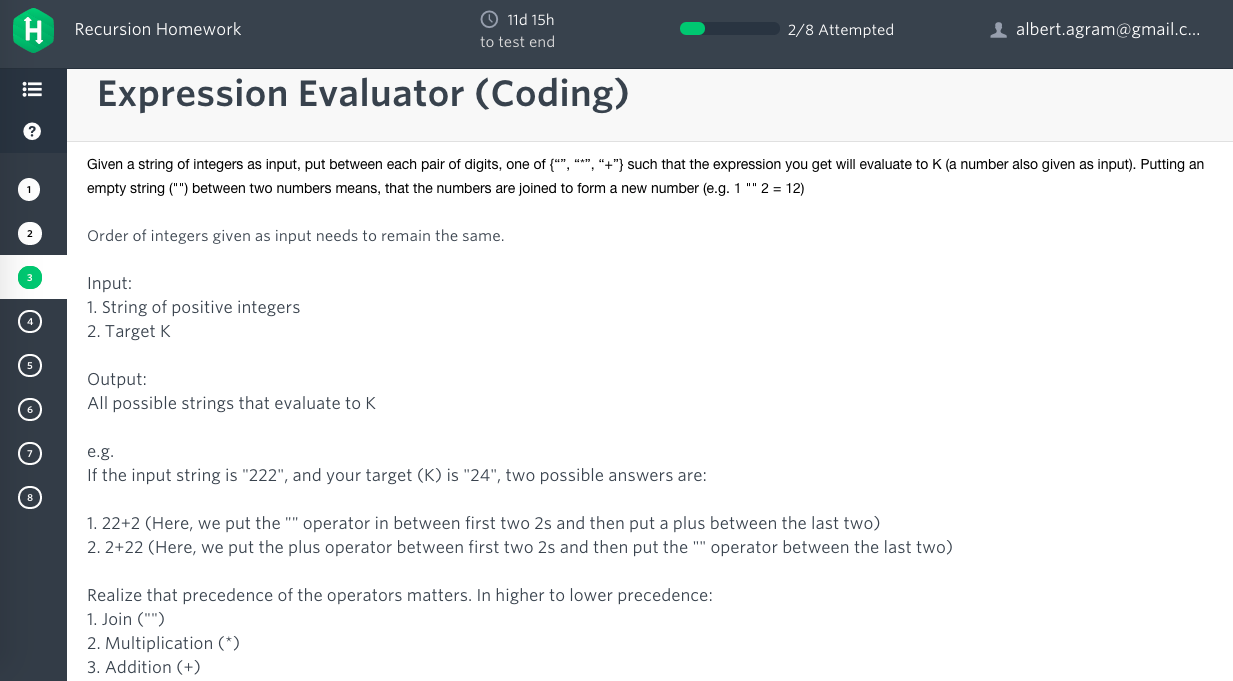 H
Recursion Homework
11d 15h
to test end
2/8 Attempted
albert.agram@gmail.c...
?
1
2
3
4
5
6
7
8
Expression Evaluator (Coding)
Given a string of integers as input, put between each pair of digits, one of {“”, “*”, “+”} such that the expression you get will evaluate to K (a number also given as input). Putting an
empty string ("") between two numbers means, that the numbers are joined to form a new number (e.g. 1 "" 2 = 12)
Order of integers given as input needs to remain the same.
Input:
1. String of positive integers
2. Target K
Output:
All possible strings that evaluate to K
e.g.
If the input string is "222", and your target (K) is "24", two possible answers are:
1. 22+2 (Here, we put the "" operator in between first two 2s and then put a plus between the last two)
2. 2+22 (Here, we put the plus operator between first two 2s and then put the "" operator between the last two)
Realize that precedence of the operators matters. In higher to lower precedence:
1. Join ("")
2. Multiplication (*)
3. Addition (+)